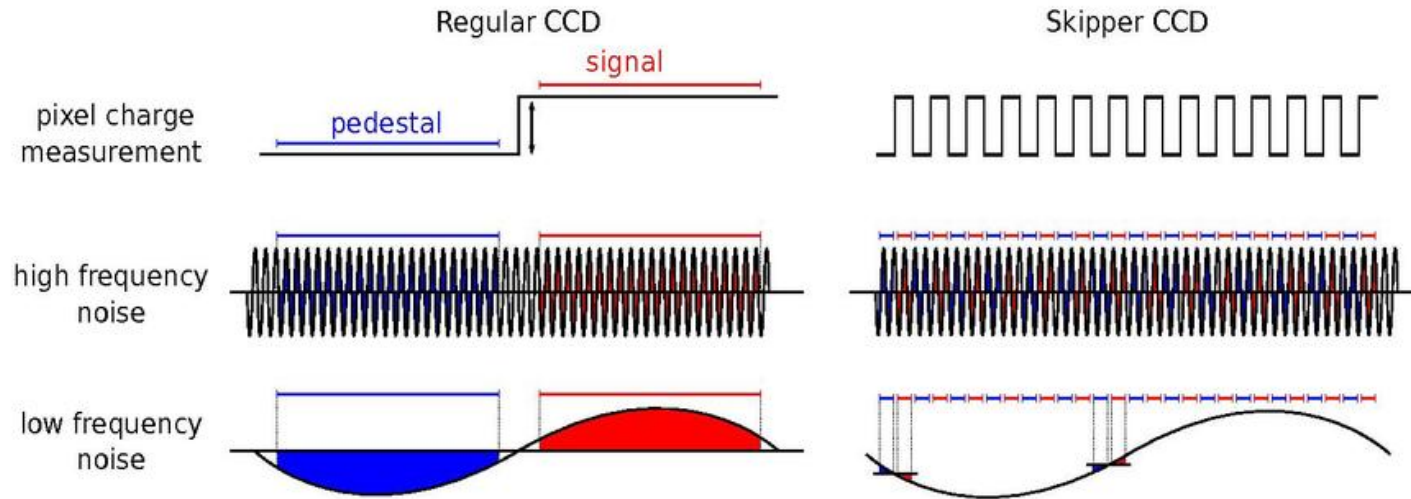 Regular CCD
Skipper CCD
signal
pixel charge
measurement
pedestal
high frequency
noise
low frequency
noise